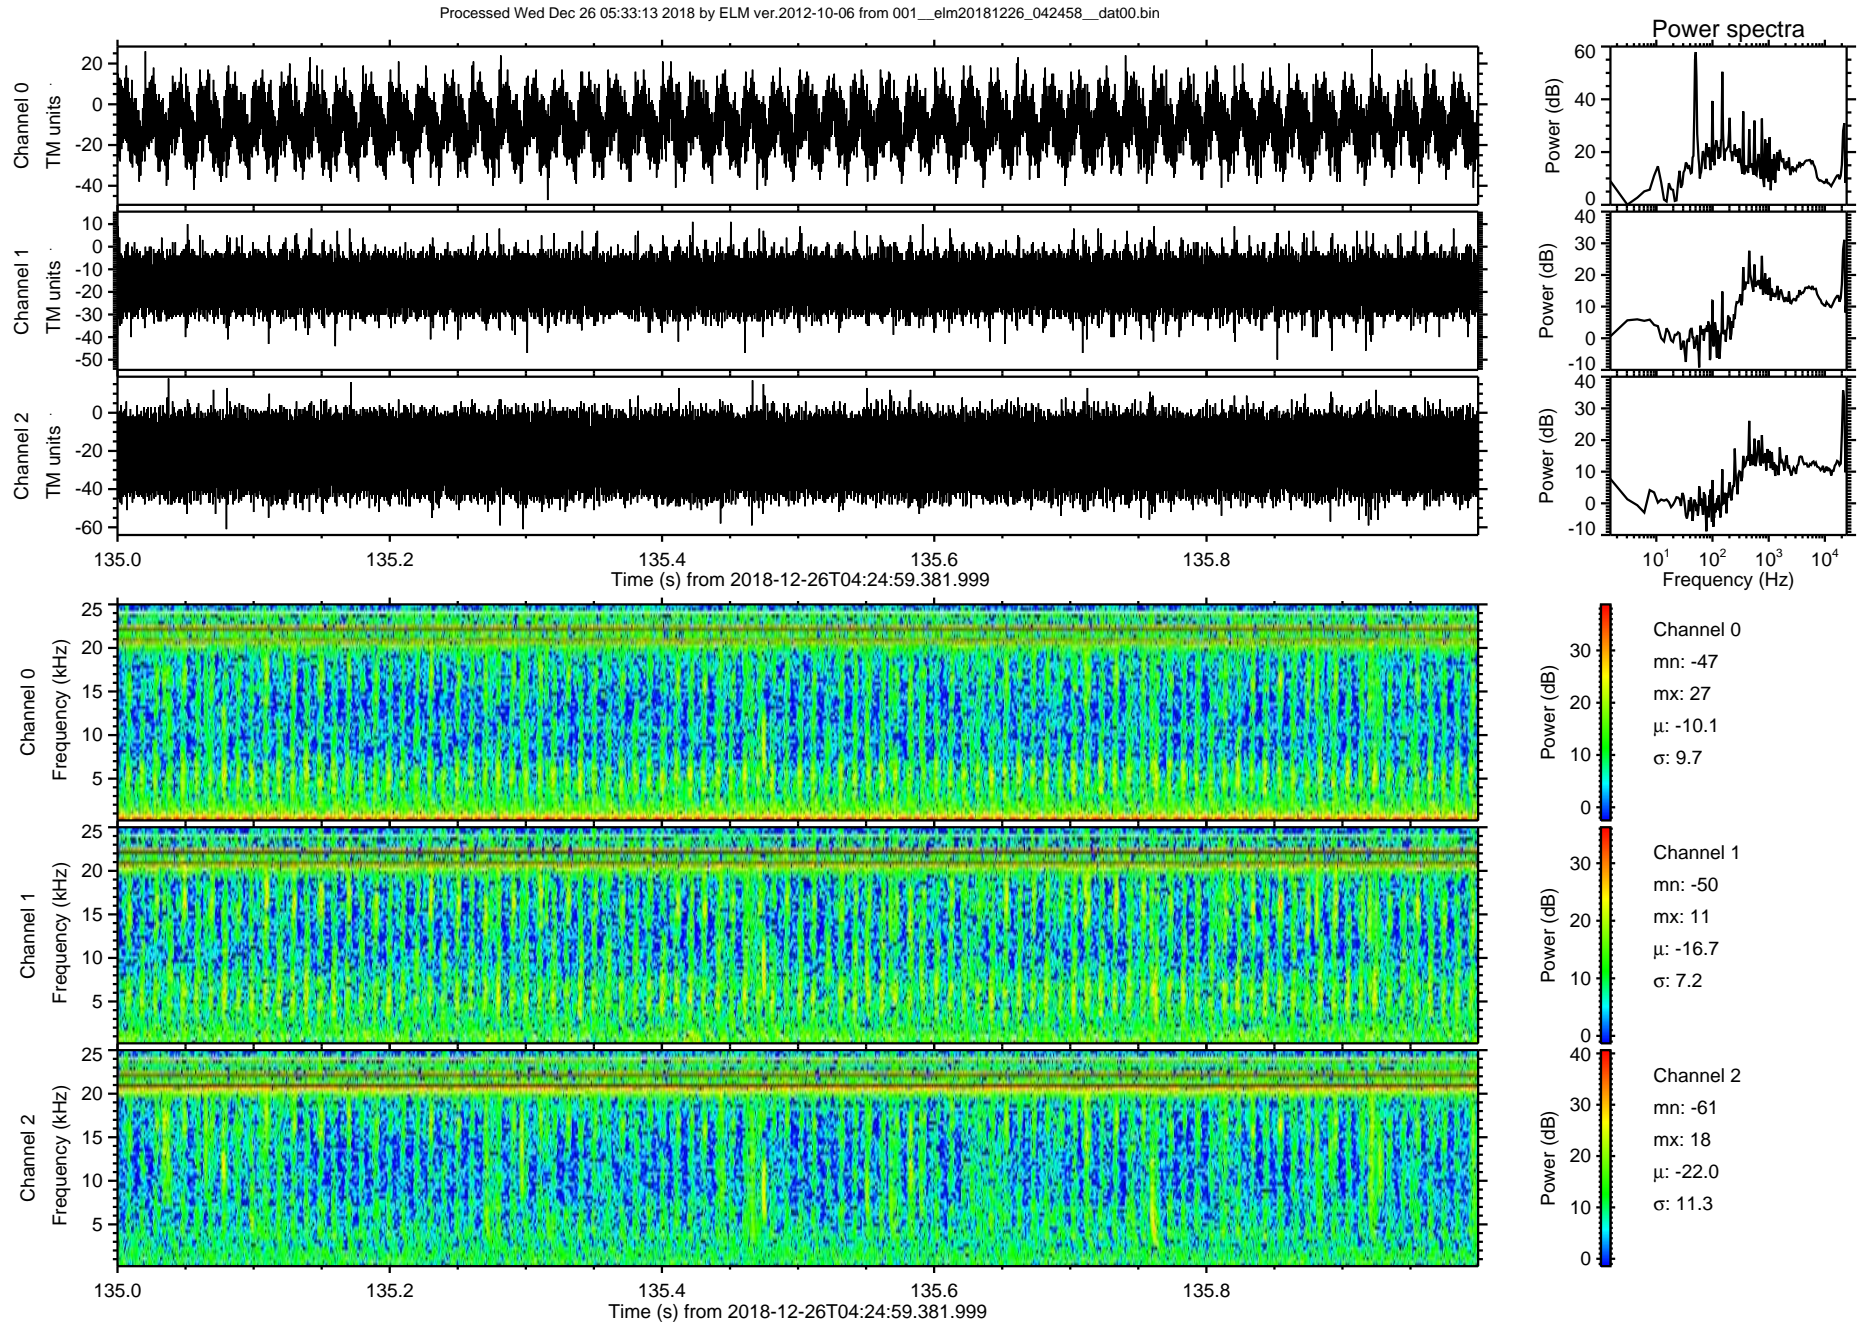 Processed Wed Dec 26 05:33:13 2018 by ELM ver.2012-10-06 from 001__elm20181226_042458__dat00.bin
Power spectra
Channel 0
TM units
20
0
-20
-40
Power (dB)
60
40
20
0
Channel 1
TM units
10
0
-10
-20
-30
-40
-50
Power (dB)
40
30
20
10
0
-10
Channel 2
TM units
0
-20
-40
-60
Power (dB)
40
30
20
10
0
-10
135.0 135.2 135.4 135.6 135.8
Time (s) from 2018-12-26T04:24:59.381.999
10¹ 10² 10³ 10⁴
Frequency (Hz)
Channel 0
Frequency (kHz)
25
20
15
10
5
Power (dB)
30
20
10
0
Channel 0
mn: -47
mx: 27
μ: -10.1
σ: 9.7
Channel 1
Frequency (kHz)
25
20
15
10
5
Power (dB)
30
20
10
0
Channel 1
mn: -50
mx: 11
μ: -16.7
σ: 7.2
Channel 2
Frequency (kHz)
25
20
15
10
5
Power (dB)
40
30
20
10
0
Channel 2
mn: -61
mx: 18
μ: -22.0
σ: 11.3
135.0 135.2 135.4 135.6 135.8
Time (s) from 2018-12-26T04:24:59.381.999